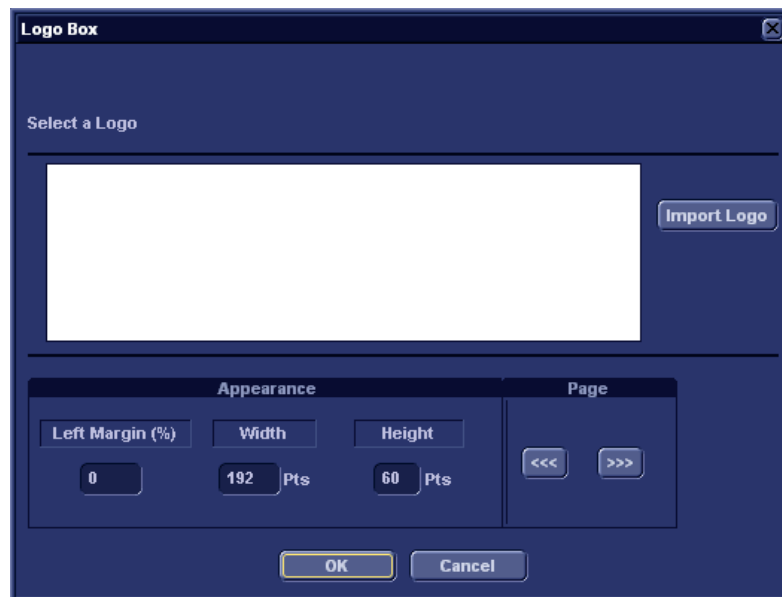 Logo Box
Select a Logo
Import Logo
Appearance
Page
Left Margin (%)
Width
Height
0
192 Pts
60 Pts
<<<
>>>
OK
Cancel